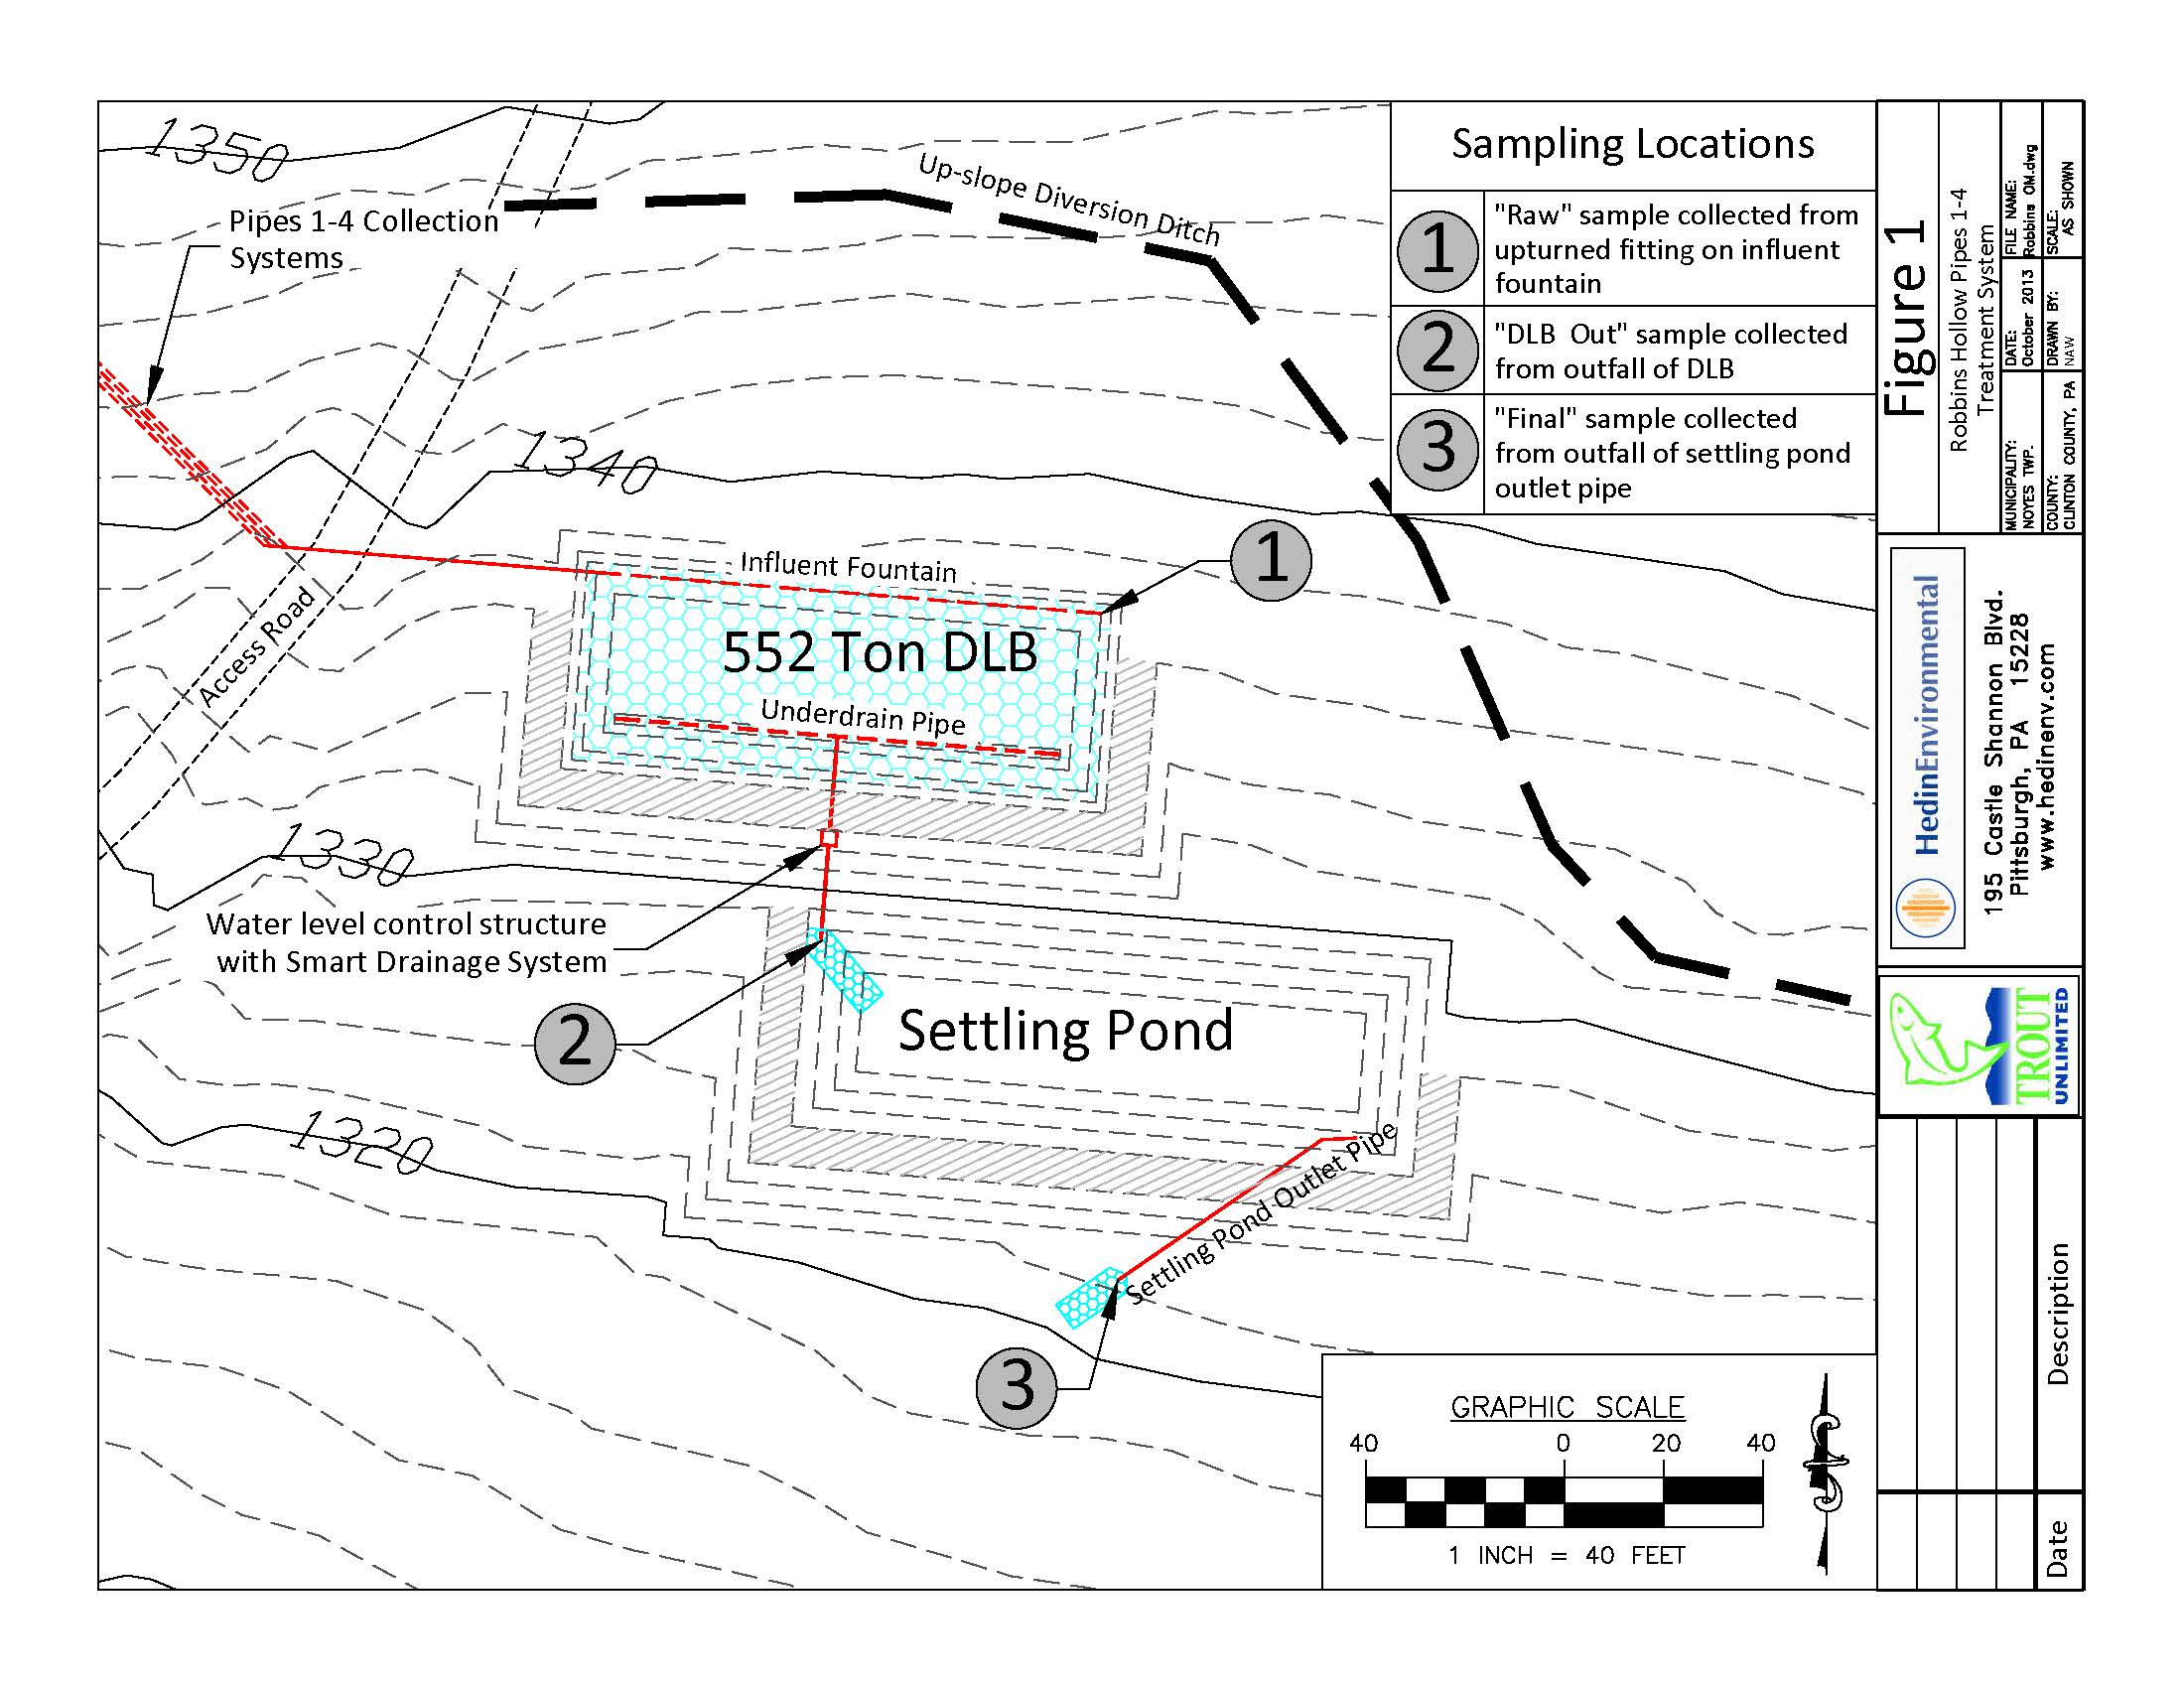 1350
Pipes 1-4 Collection
Systems
Up-slope Diversion Ditch
Sampling Locations
1
"Raw" sample collected from
upturned fitting on influent
fountain
2
"DLB Out" sample collected
from outfall of DLB
3
"Final" sample collected
from outfall of settling pond
outlet pipe
1340
Influent Fountain
1
552 Ton DLB
Underdrain Pipe
Access Road
1330
Water level control structure
with Smart Drainage System
2
Settling Pond
1320
Settling Pond Outlet Pipe
3
GRAPHIC SCALE
40 0 20 40
1 INCH = 40 FEET
Figure 1
Robbins Hollow Pipes 1-4
Treatment System
MUNICIPALITY:
NOYES TWP.
DATE:
October 2013
FILE NAME:
Robbins OM.dwg
COUNTY:
CLINTON COUNTY, PA
DRAWN BY:
NAW
SCALE:
AS SHOWN
HedinEnvironmental
195 Castle Shannon Blvd.
Pittsburgh, PA 15228
www.hedinenv.com
TROUT
UNLIMITED
Description
Date